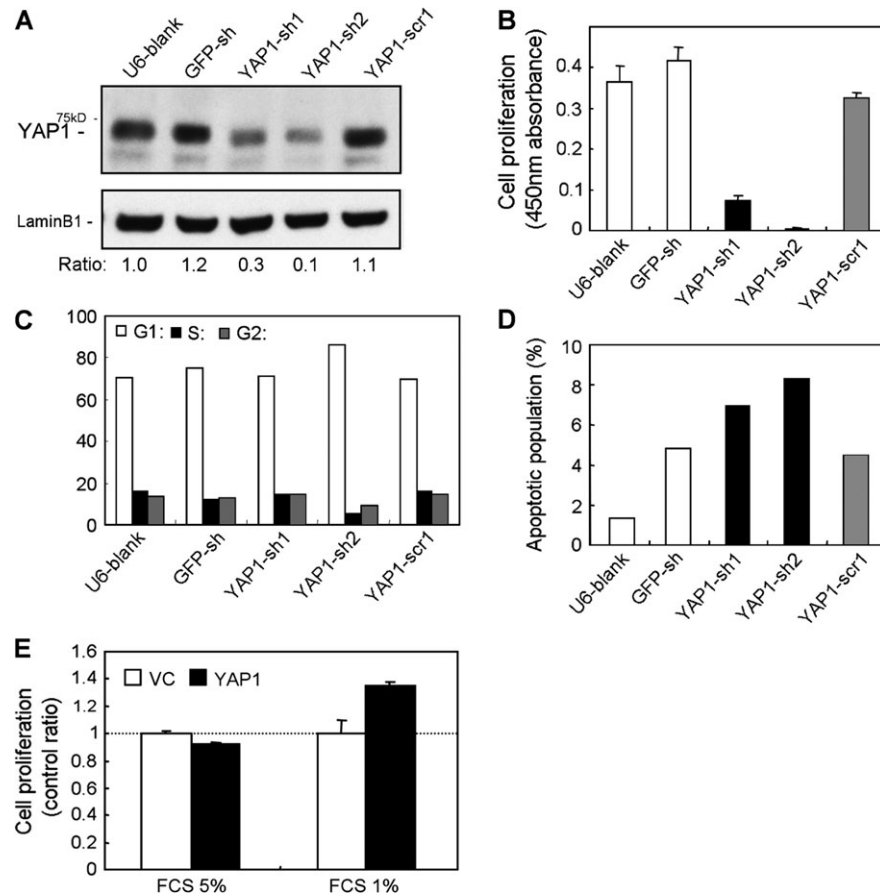 A
U6-blank
GFP-sh
YAP1-sh1
YAP1-sh2
YAP1-scr1
75kD -
YAP1 -
LaminB1 -
Ratio: 1.0 1.2 0.3 0.1 1.1
B
Cell proliferation
(450nm absorbance)
0.4
0.3
0.2
0.1
0
U6-blank
GFP-sh
YAP1-sh1
YAP1-sh2
YAP1-scr1
C
100
80
60
40
20
0
G1: S: G2:
U6-blank
GFP-sh
YAP1-sh1
YAP1-sh2
YAP1-scr1
D
Apoptotic population (%)
10
8
6
4
2
0
U6-blank
GFP-sh
YAP1-sh1
YAP1-sh2
YAP1-scr1
E
Cell proliferation
(control ratio)
1.6
1.4
1.2
1
0.8
0.6
0.4
0.2
0
VC YAP1
FCS 5% FCS 1%